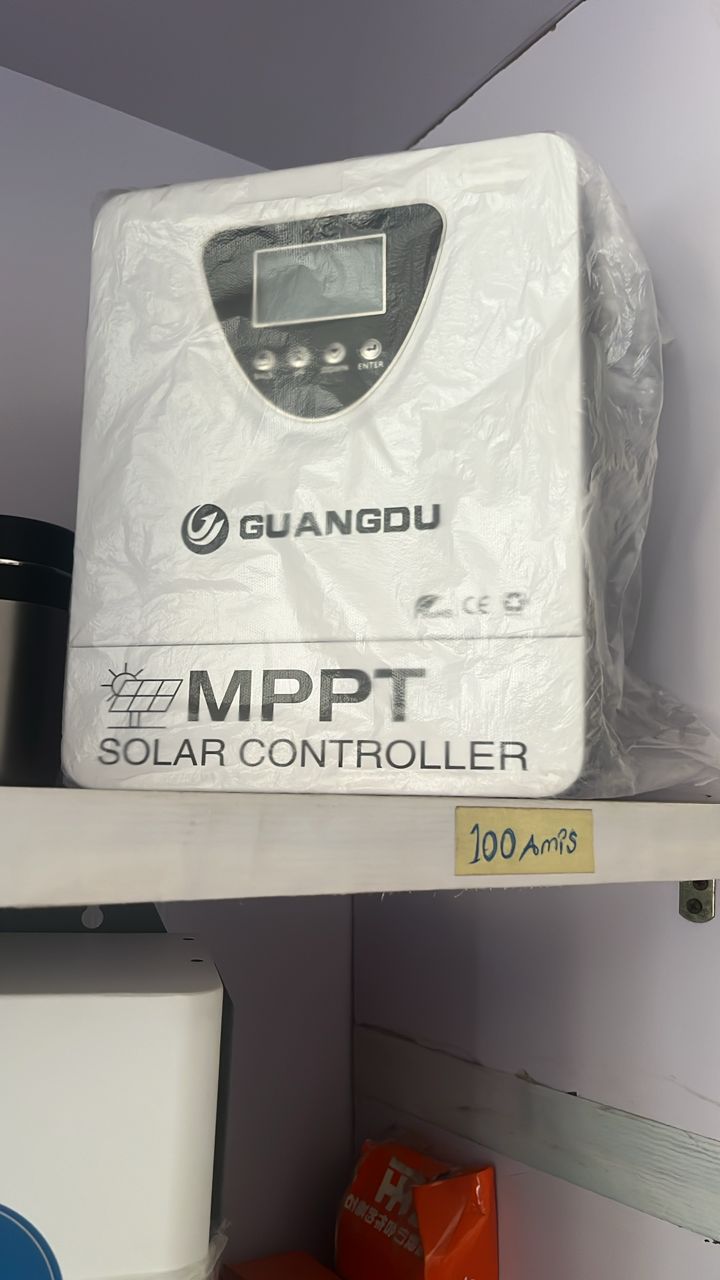 ENTER
GUANGDU
CE
MPPT
SOLAR CONTROLLER
100 Amps